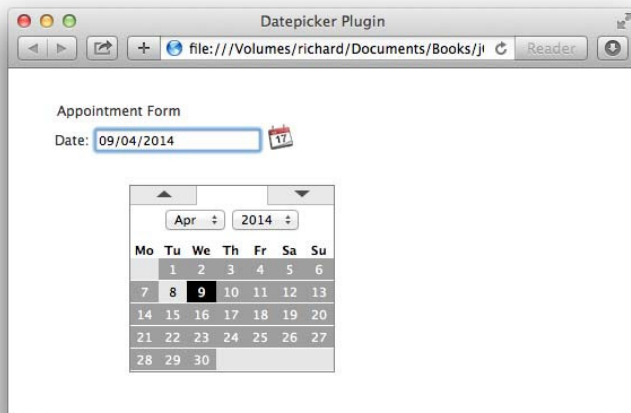 Datepicker Plugin
file:///Volumes/richard/Documents/Books/j
Reader
Appointment Form
Date: 09/04/2014
17
Apr 2014
Mo Tu We Th Fr Sa Su
1 2 3 4 5 6
7 8 9 10 11 12 13
14 15 16 17 18 19 20
21 22 23 24 25 26 27
28 29 30